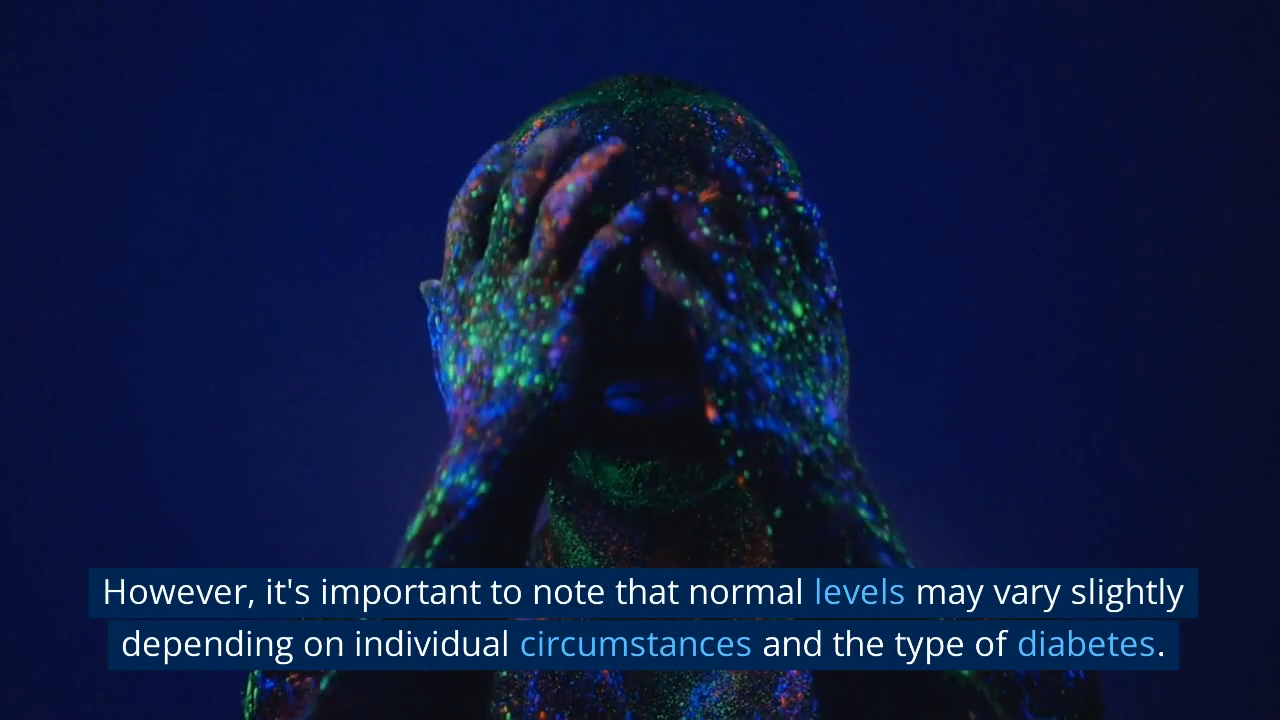 However, it's important to note that normal levels may vary slightly
depending on individual circumstances and the type of diabetes.